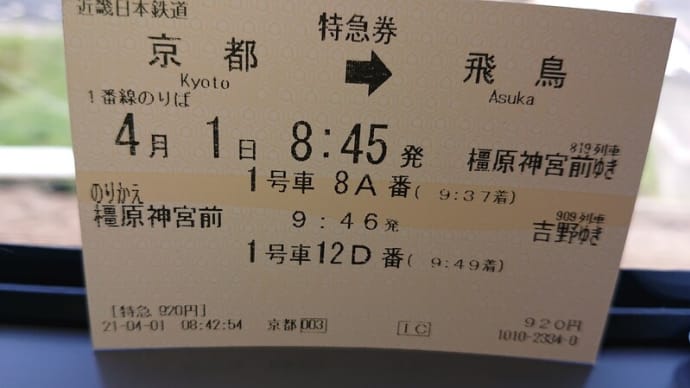 近畿日本鉄道
特急券
京都 → 飛鳥
Kyoto Asuka
1番線のりば
4月 1日 8:45発 819列車 橿原神宮前ゆき
1号車 8A番( 9:37着)
のりかえ
橿原神宮前 9:46発 909列車 吉野ゆき
1号車12D番( 9:49着)
[特急 920円] 920円
21-04-01 08:42:54 京都003 IC 1010-2334-0